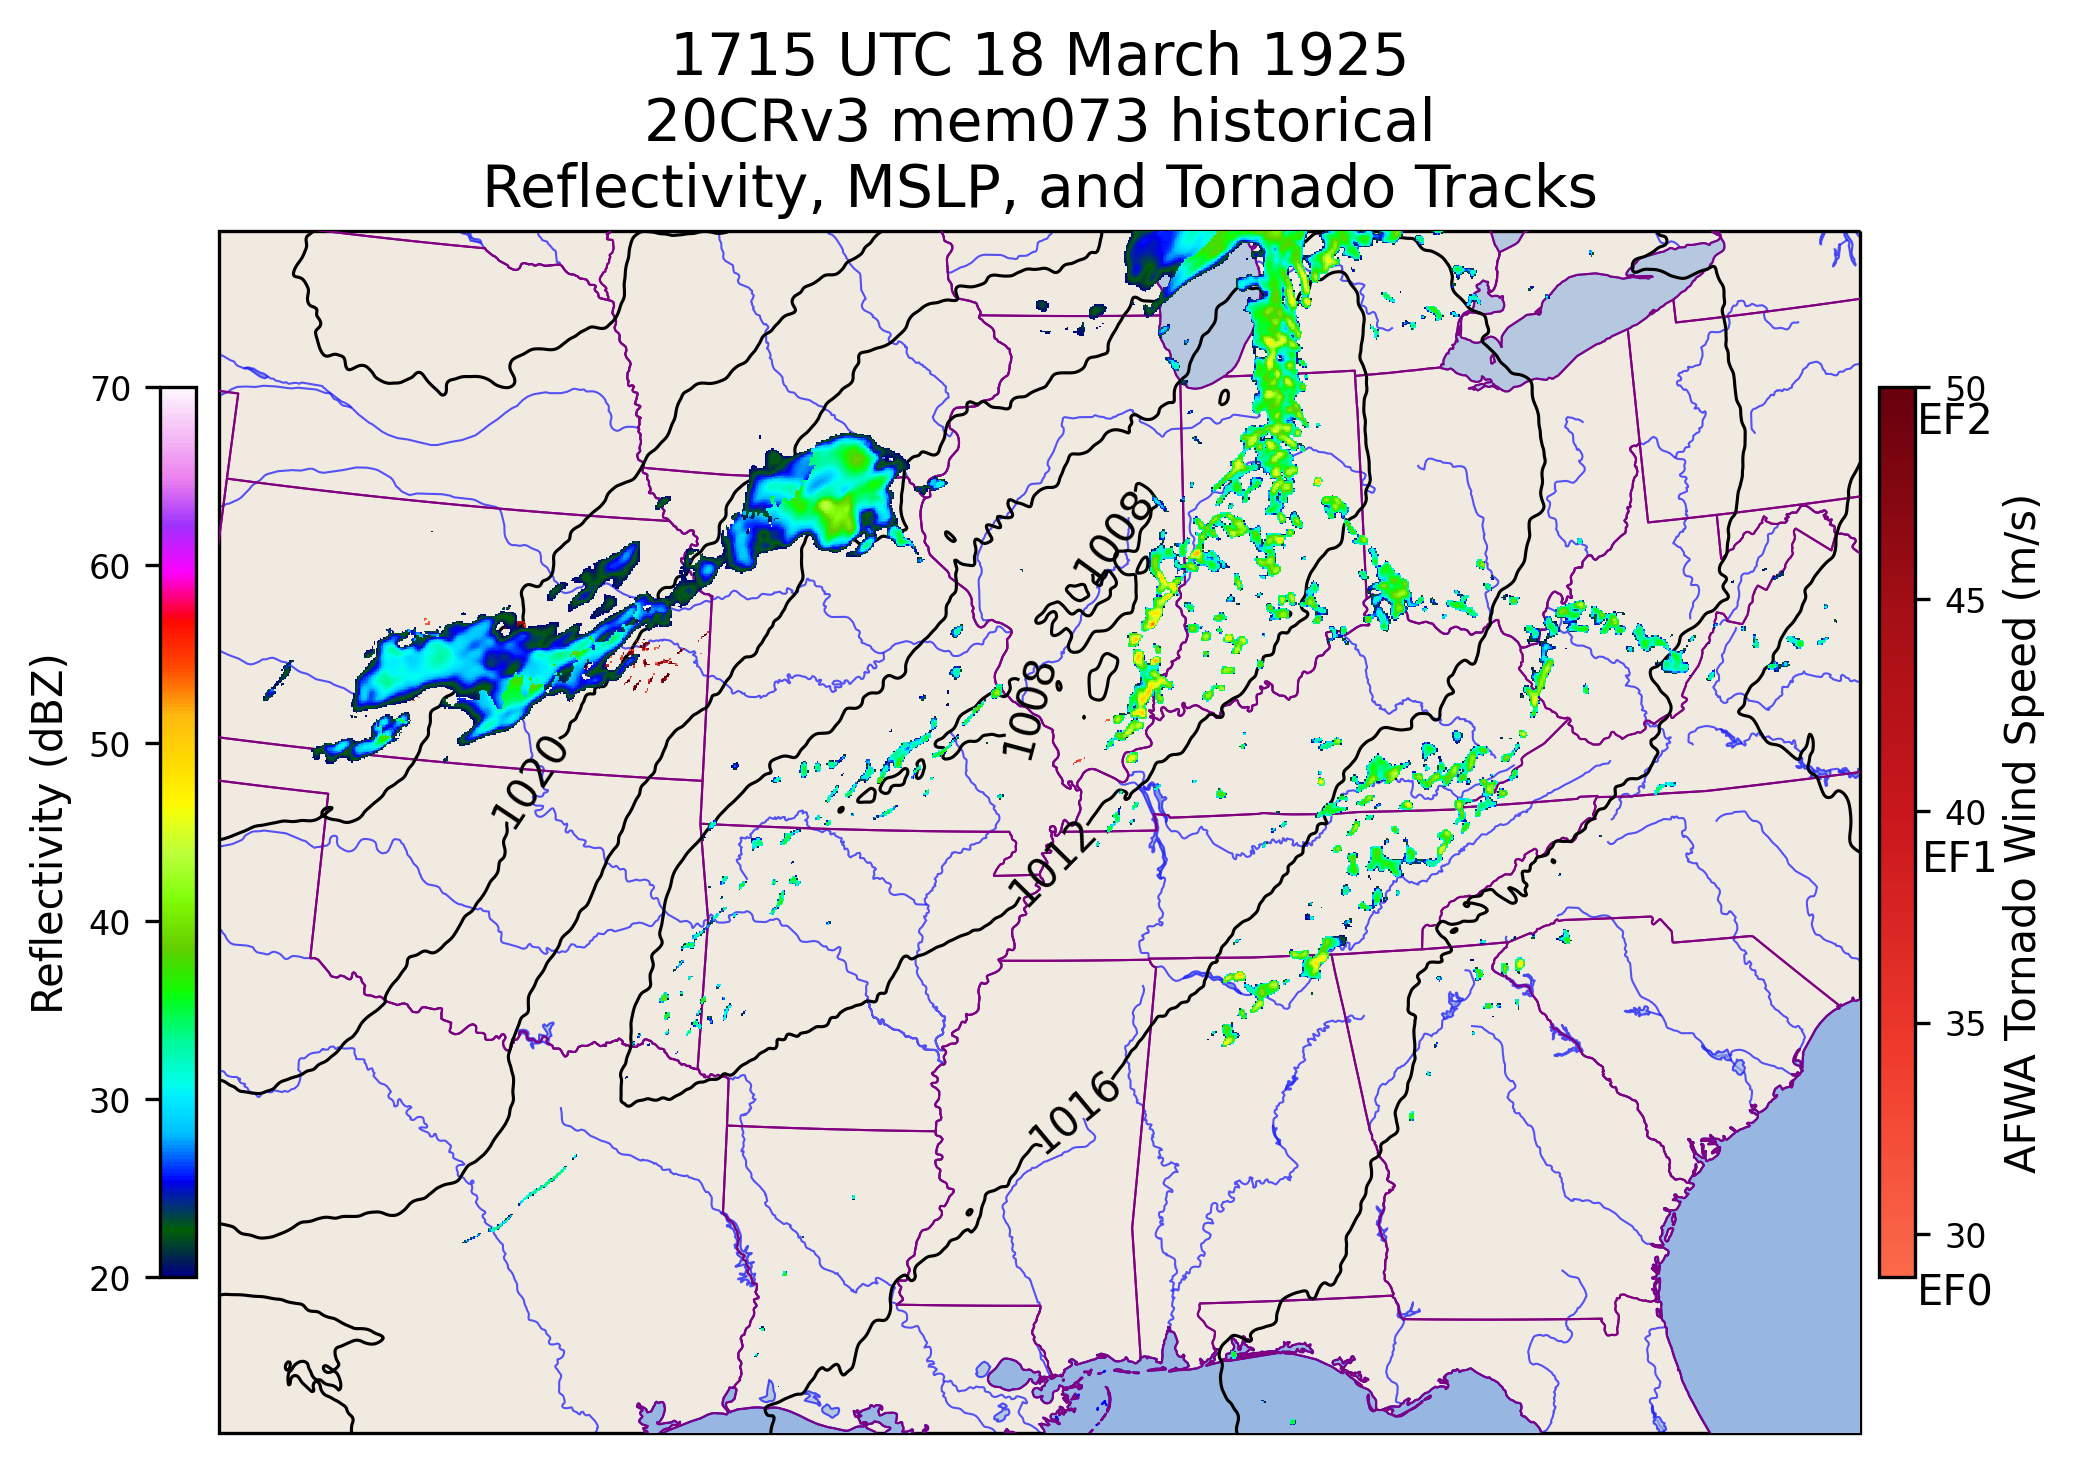 1715 UTC 18 March 1925
20CRv3 mem073 historical
Reflectivity, MSLP, and Tornado Tracks
Reflectivity (dBZ)
70
60
50
40
30
20
1008
1008
1020
1012
1016
50
EF2
45
40
EF1
35
30
EF0
AFWA Tornado Wind Speed (m/s)